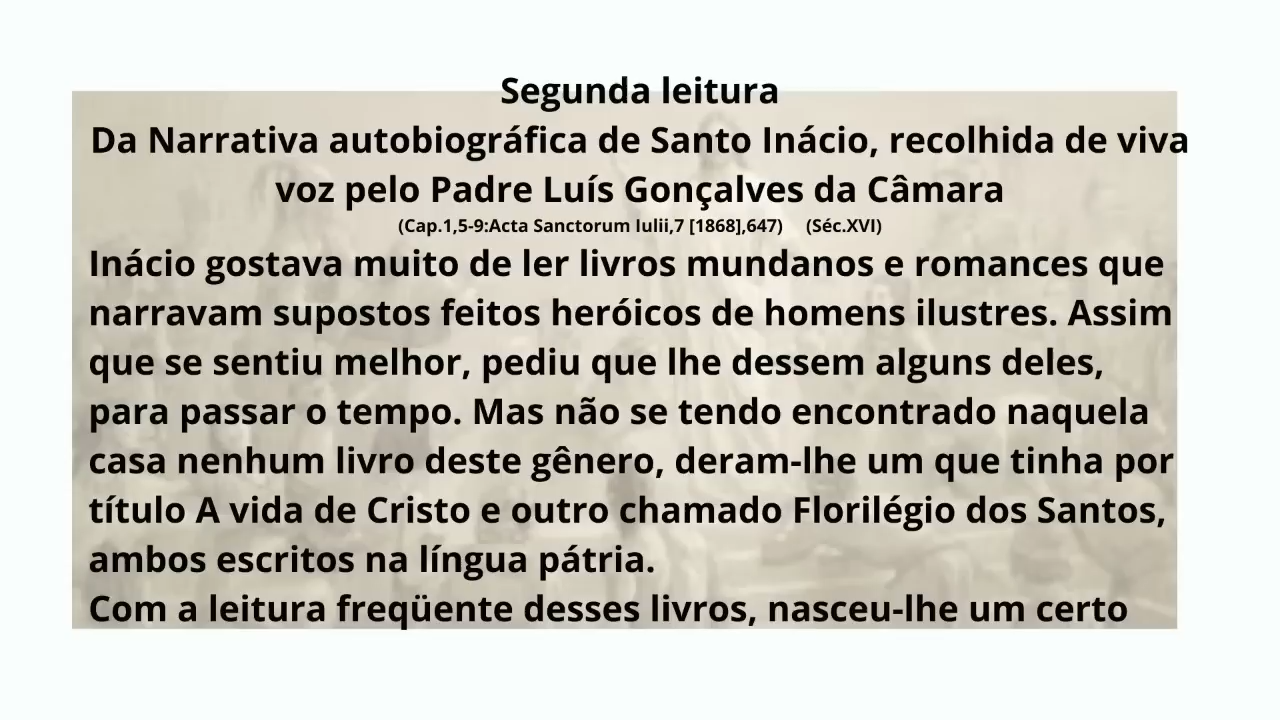 Segunda leitura
Da Narrativa autobiográfica de Santo Inácio, recolhida de viva
voz pelo Padre Luís Gonçalves da Câmara
(Cap.1,5-9:Acta Sanctorum Iulii,7 [1868],647) (Séc.XVI)
Inácio gostava muito de ler livros mundanos e romances que
narravam supostos feitos heróicos de homens ilustres. Assim
que se sentiu melhor, pediu que lhe dessem alguns deles,
para passar o tempo. Mas não se tendo encontrado naquela
casa nenhum livro deste gênero, deram-lhe um que tinha por
título A vida de Cristo e outro chamado Florilégio dos Santos,
ambos escritos na língua pátria.
Com a leitura freqüente desses livros, nasceu-lhe um certo